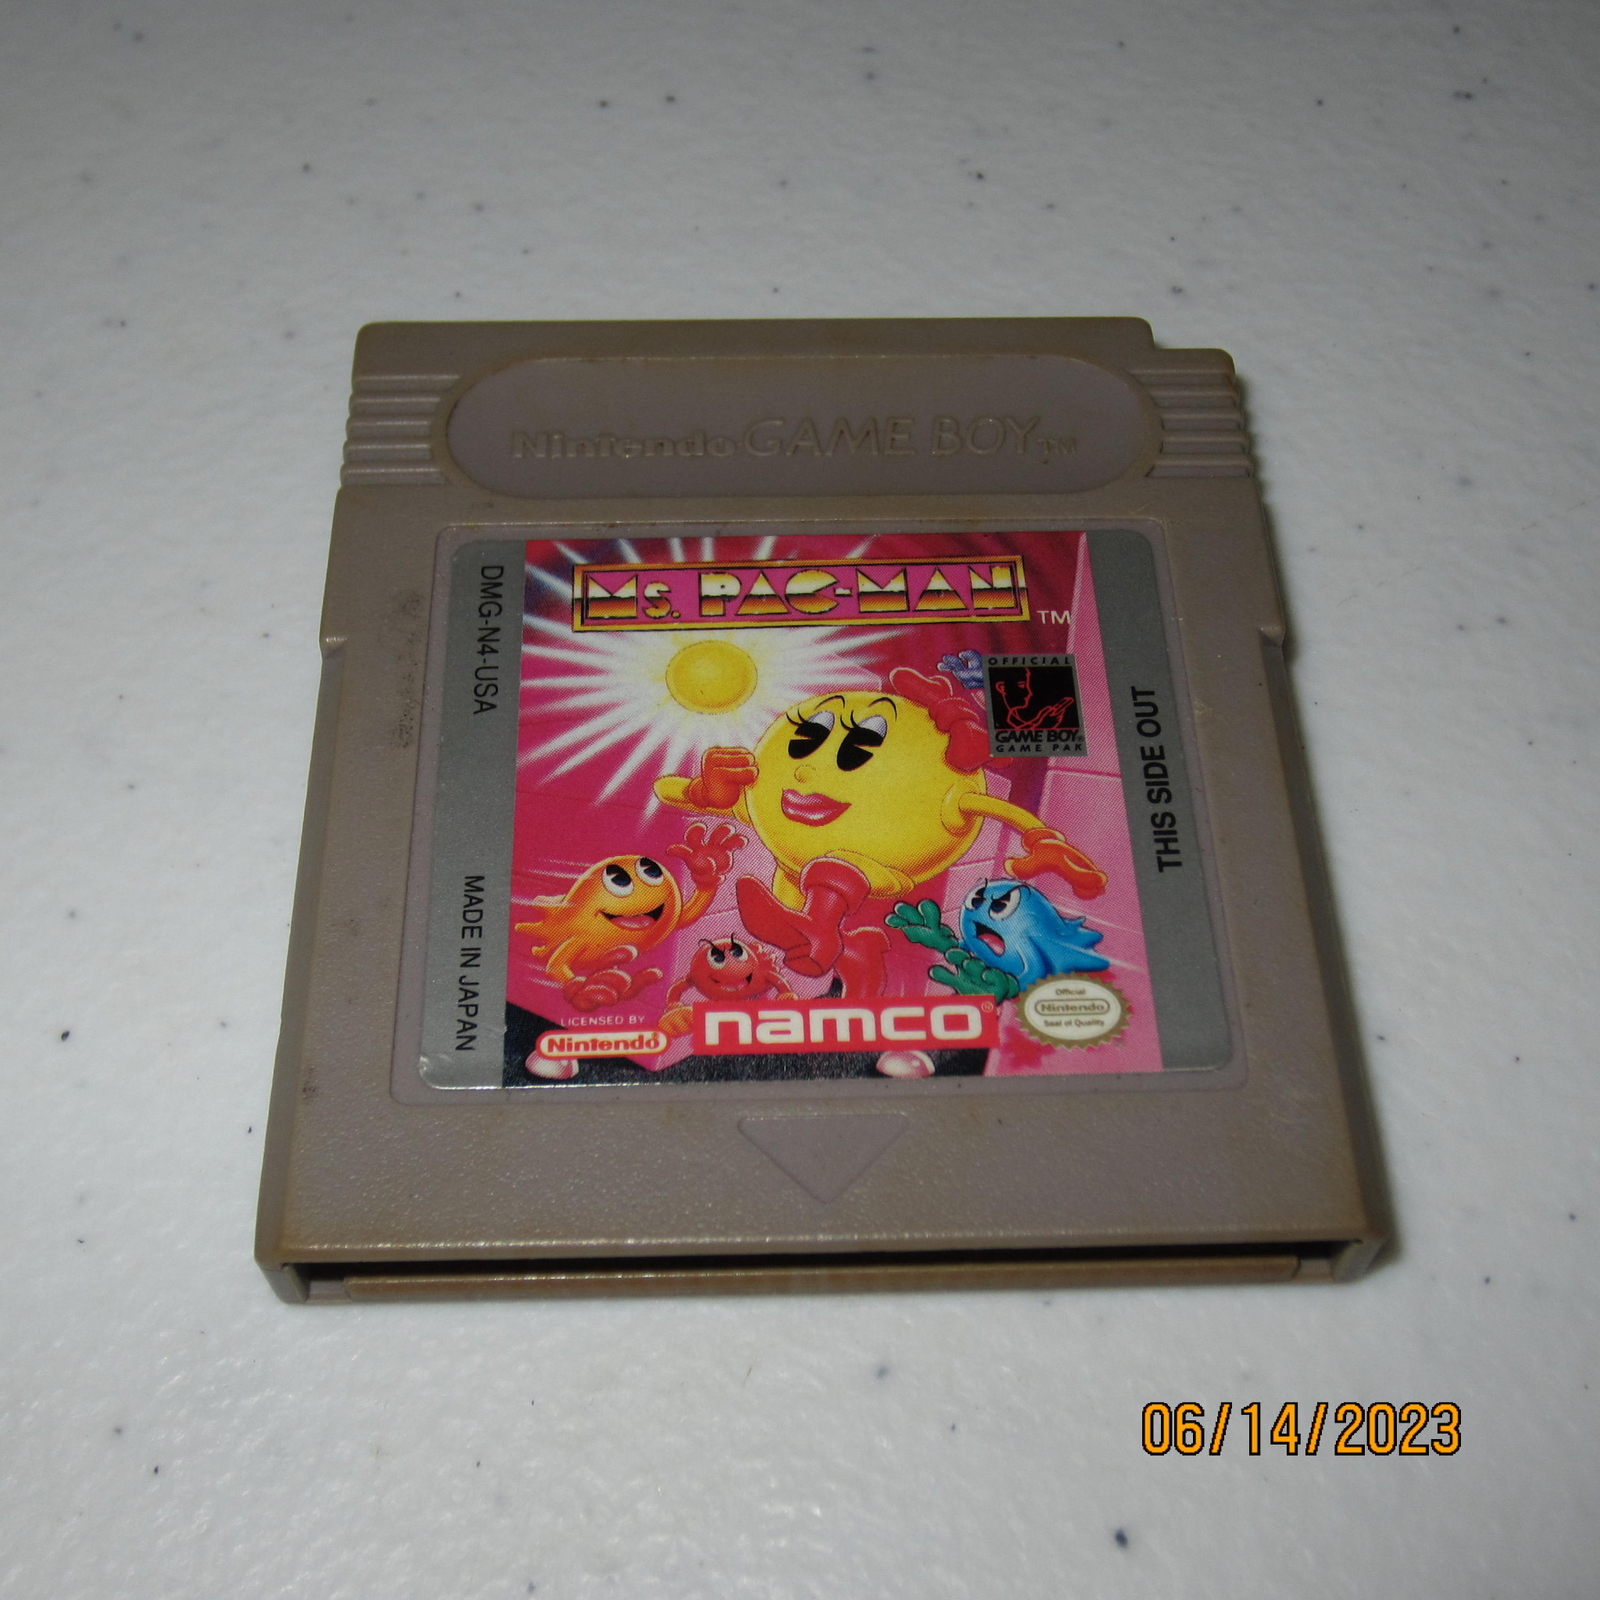 Nintendo GAME BOY TM
Ms. PAC-MAN TM
DMG-N4-USA
MADE IN JAPAN
OFFICIAL
GAME BOY®
GAME PAK
THIS SIDE OUT
LICENSED BY
Nintendo®
namco®
Official
Nintendo®
Seal of Quality
06/14/2023